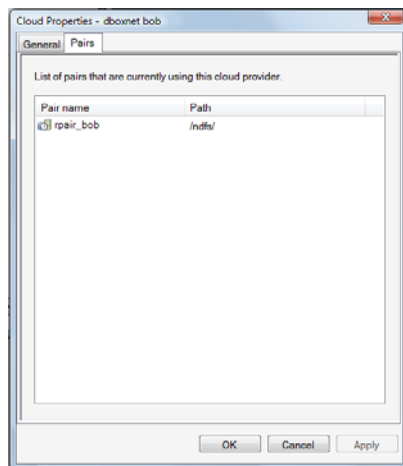 Cloud Properties - dboxnet bob
General Pairs
List of pairs that are currently using this cloud provider.
Pair name Path
rpair_bob /ndfs/
OK Cancel Apply